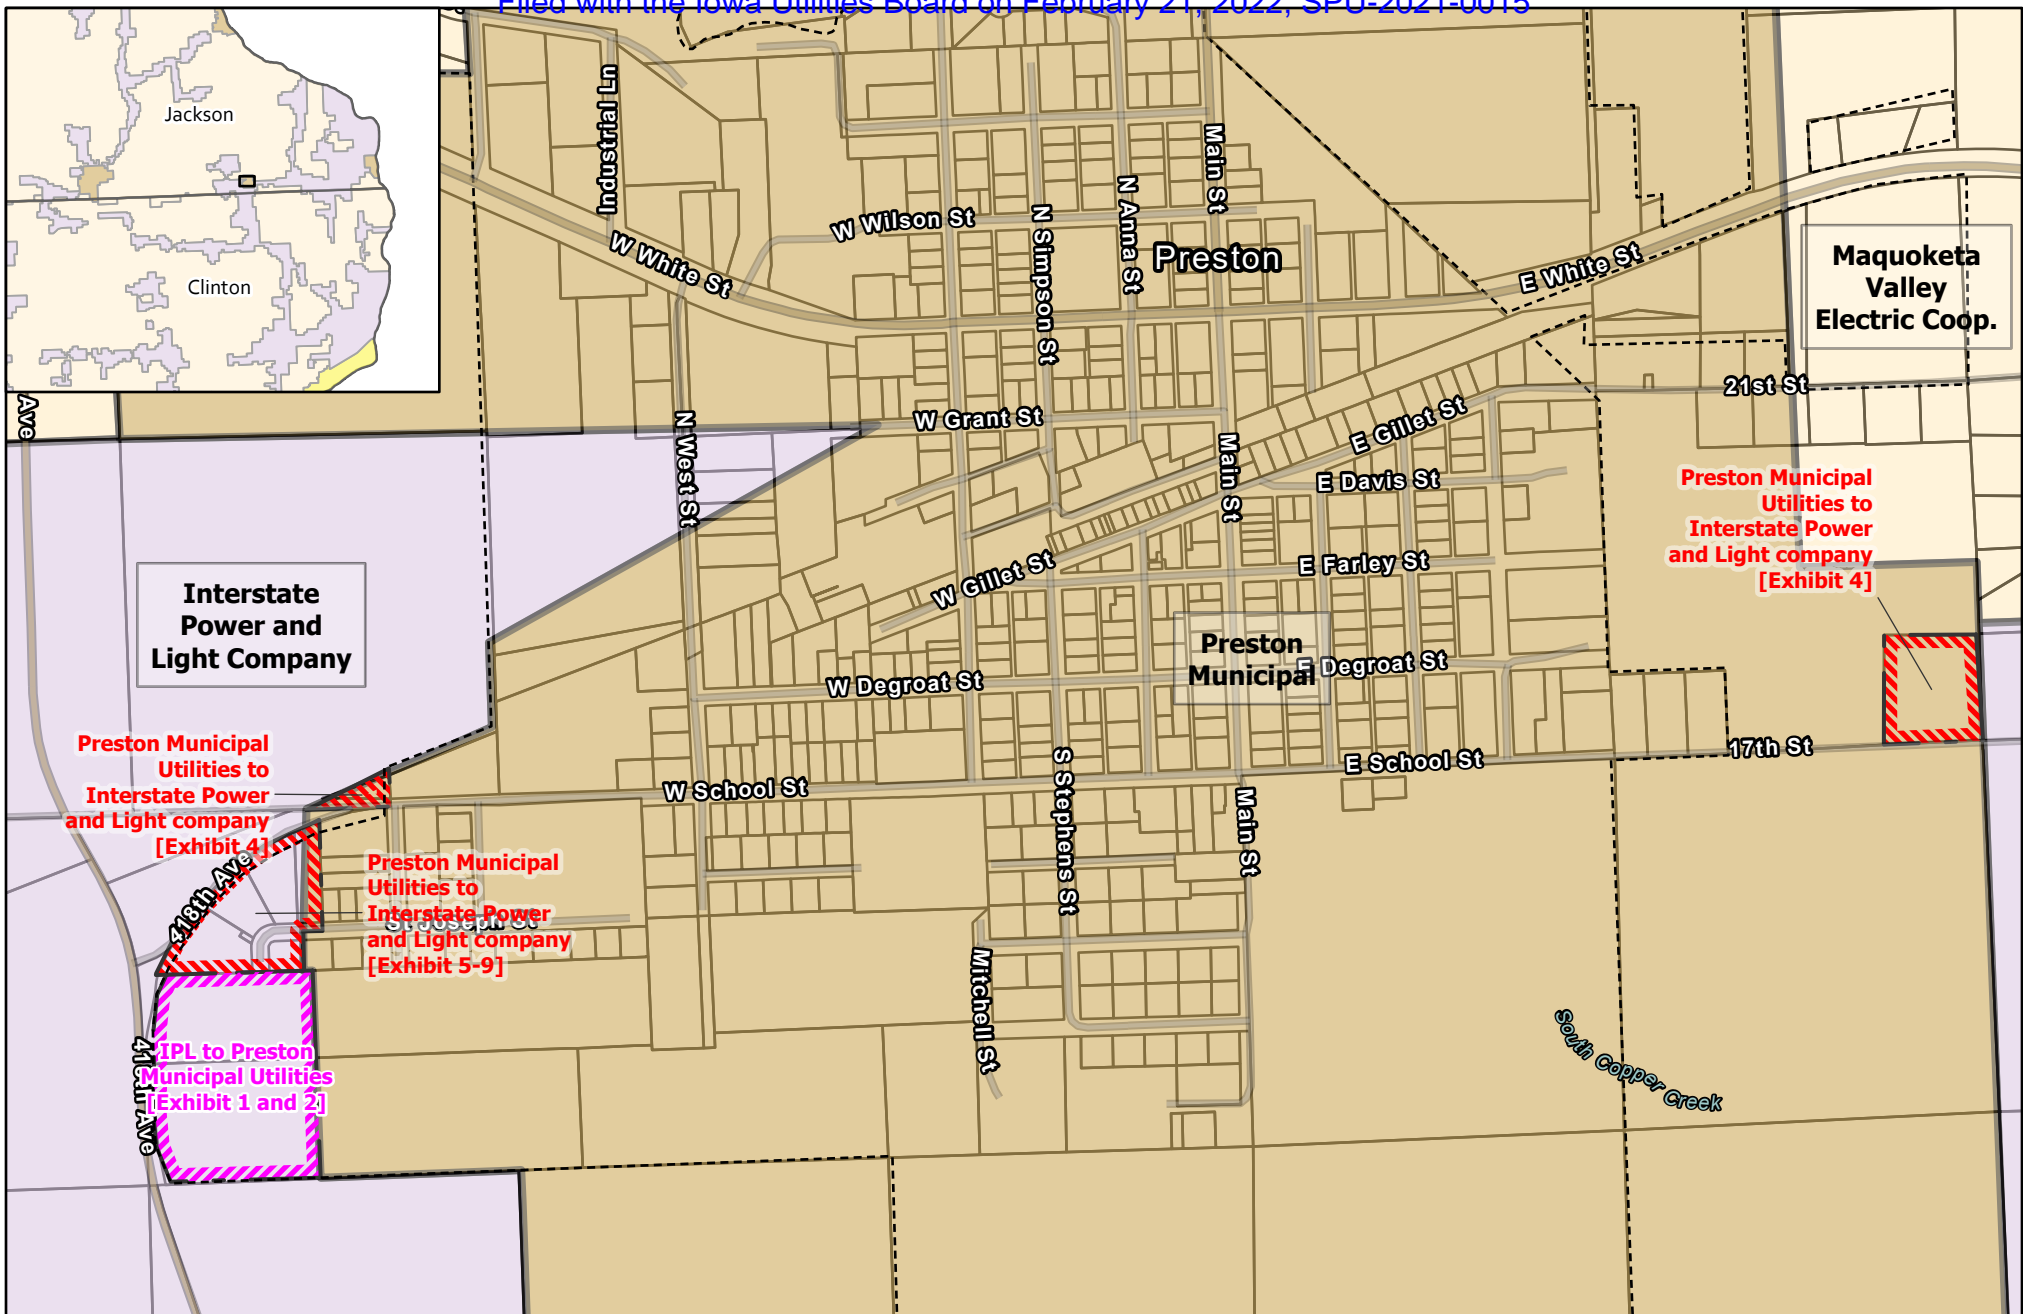 Filed with the Iowa Utilities Board on February 21, 2022, SPU-2021-0015
Jackson
Clinton
Industrial Ln
Main St
N Anna St
N Simpson St
W Wilson St
W White St
Preston
E White St
Maquoketa
Valley
Electric Coop.
Ave
N West St
W Grant St
Main St
E Gillet St
21st St
E Davis St
Preston Municipal
Utilities to
Interstate Power
and Light company
[Exhibit 4]
Interstate
Power and
Light Company
W Gillet St
E Farley St
Preston
Municipal
E Degroat St
W Degroat St
Preston Municipal
Utilities to
Interstate Power
and Light company
[Exhibit 4]
17th St
E School St
W School St
S Stephens St
Main St
418th Ave
Preston Municipal
Utilities to
Interstate Power
and Light company
[Exhibit 5-9]
St Joseph St
Mitchell St
South Copper Creek
418th Ave
IPL to Preston
Municipal Utilities
[Exhibit 1 and 2]